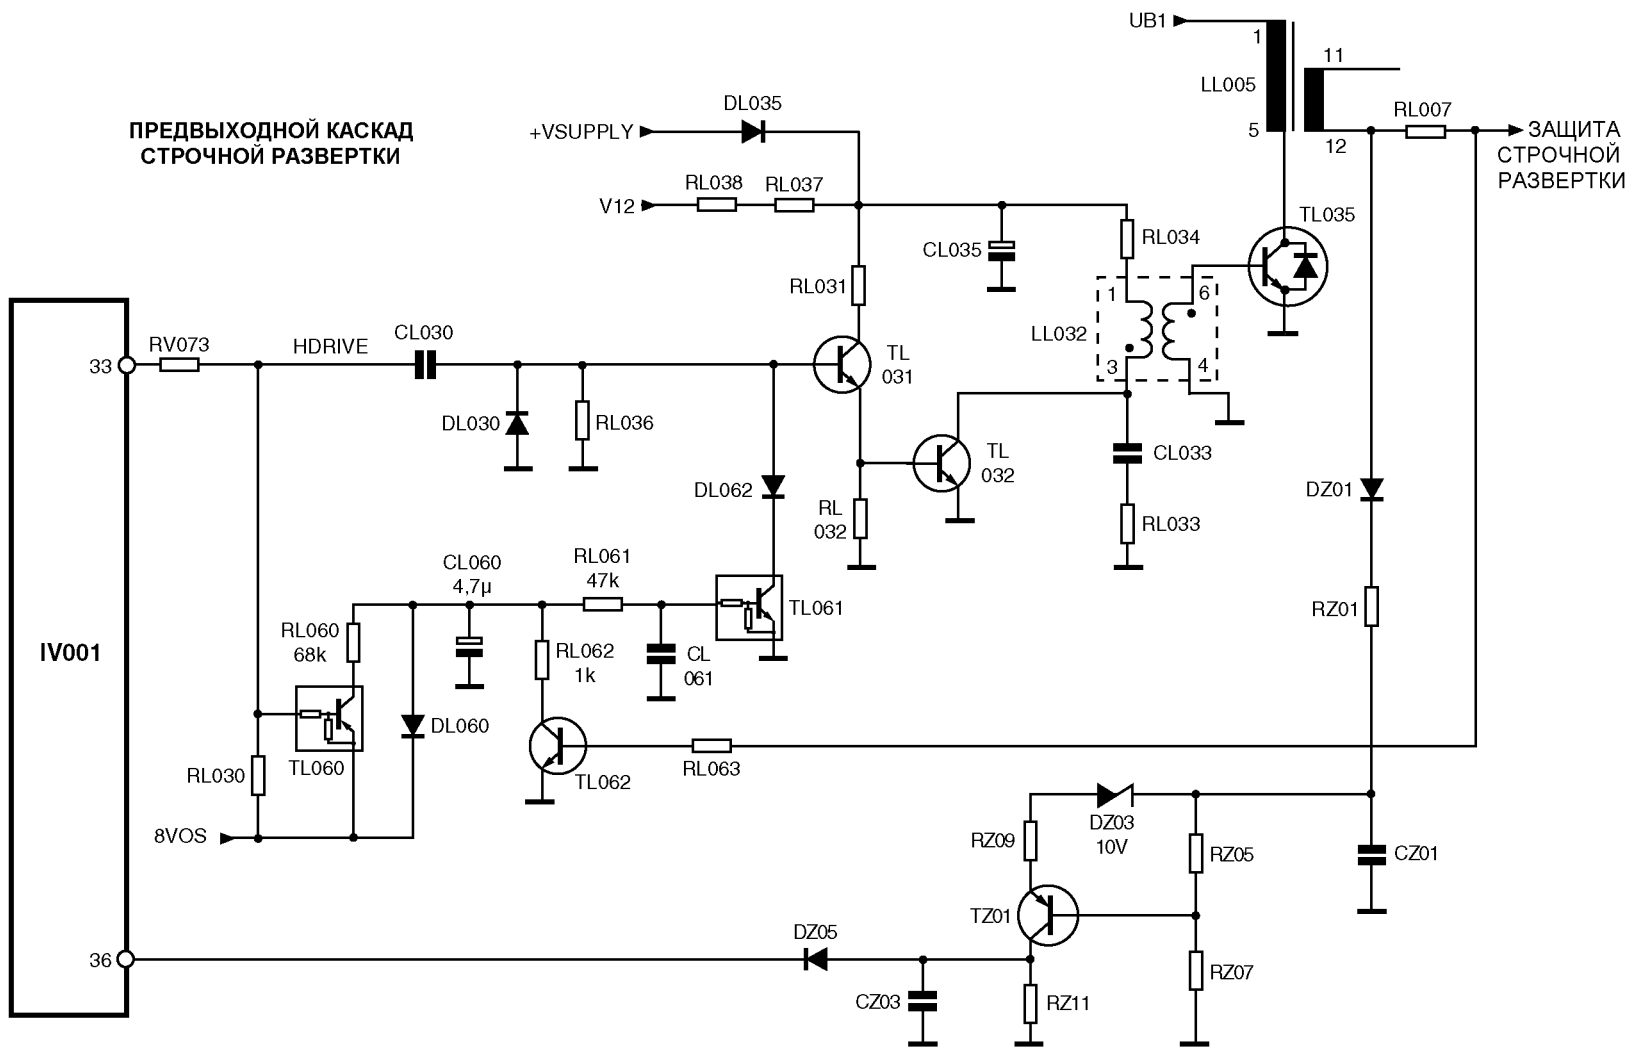 UB1
1
11
LL005
DL035
RL007
ПРЕДВЫХОДНОЙ КАСКАД
СТРОЧНОЙ РАЗВЕРТКИ
+VSUPPLY
5
12
ЗАЩИТА
СТРОЧНОЙ
РАЗВЕРТКИ
RL038
RL037
V12
TL035
CL035
RL034
RL031
1
6
LL032
3
4
33
RV073
HDRIVE
CL030
TL
031
DL030
RL036
TL
032
CL033
DL062
RL
032
DZ01
RL033
CL060
4,7µ
RL061
47k
TL061
RZ01
RL060
68k
RL062
1k
CL
061
IV001
DL060
TL060
RL030
TL062
RL063
8VOS
DZ03
10V
RZ09
RZ05
CZ01
TZ01
DZ05
36
CZ03
RZ11
RZ07